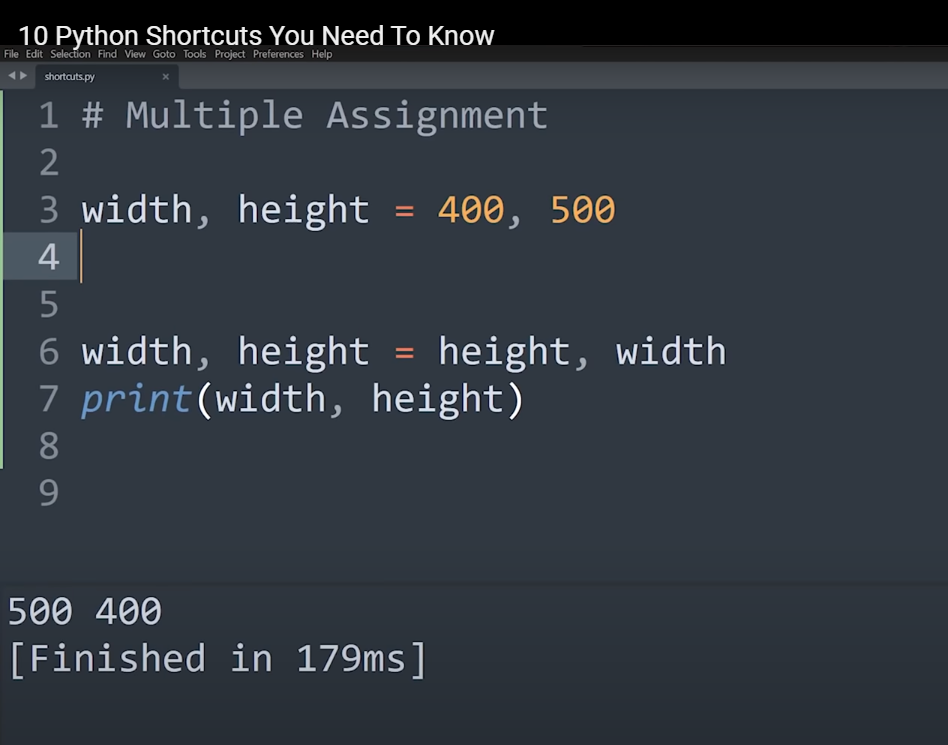 10 Python Shortcuts You Need To Know
File Edit Selection Find View Goto Tools Project Preferences Help
shortcuts.py ×
1 # Multiple Assignment
2
3 width, height = 400, 500
4
5
6 width, height = height, width
7 print(width, height)
8
9
500 400
[Finished in 179ms]